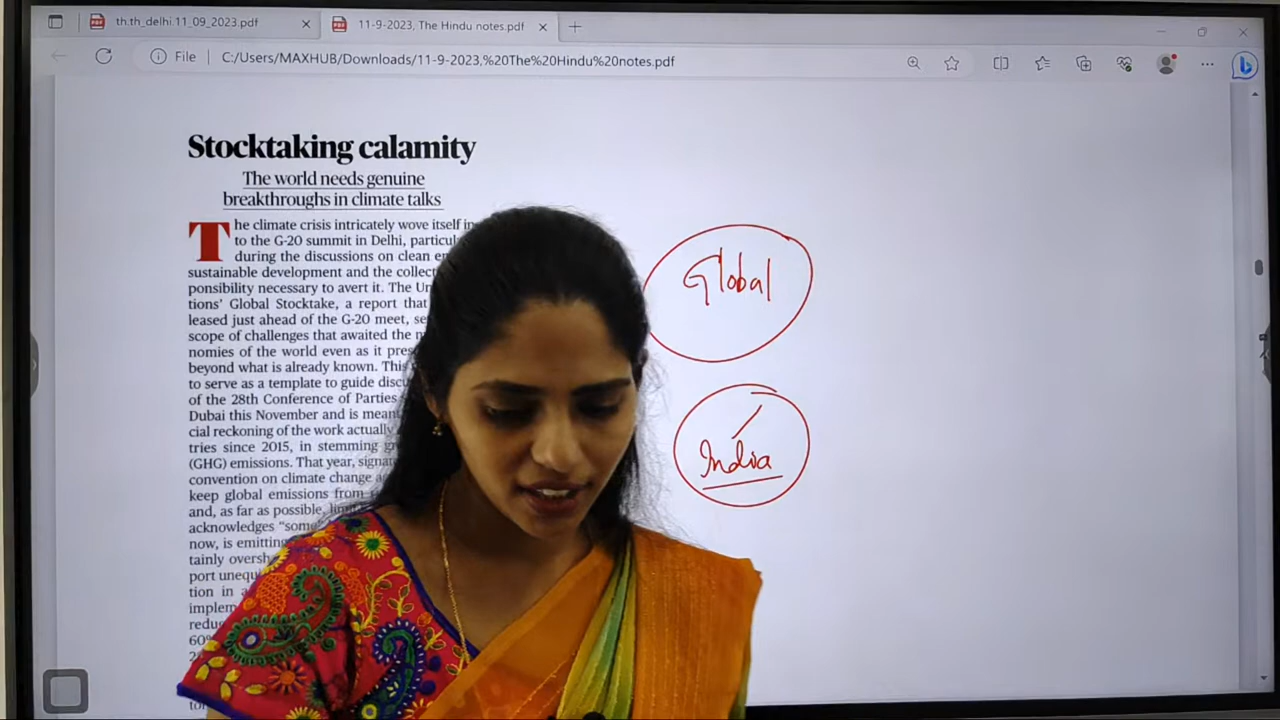 th.th_delhi.11_09_2023.pdf
11-9-2023, The Hindu notes.pdf
File
C:/Users/MAXHUB/Downloads/11-9-2023,%20The%20Hindu%20notes.pdf
Stocktaking calamity
The world needs genuine
breakthroughs in climate talks
The climate crisis intricately wove itself in
to the G-20 summit in Delhi, particul
during the discussions on clean en
sustainable development and the collect
ponsibility necessary to avert it. The Un
tions' Global Stocktake, a report that
leased just ahead of the G-20 meet, se
scope of challenges that awaited the
nomies of the world even as it pres
beyond what is already known. This
to serve as a template to guide discu
of the 28th Conference of Parties
Dubai this November and is mean
cial reckoning of the work actually
tries since 2015, in stemming g
(GHG) emissions. That year, signa
convention on climate change a
keep global emissions from
and, as far as possible, lim
acknowledges "some"
now, is emitting
tainly oversh
port unequ
tion in a
implem
redu
60%
Global
India